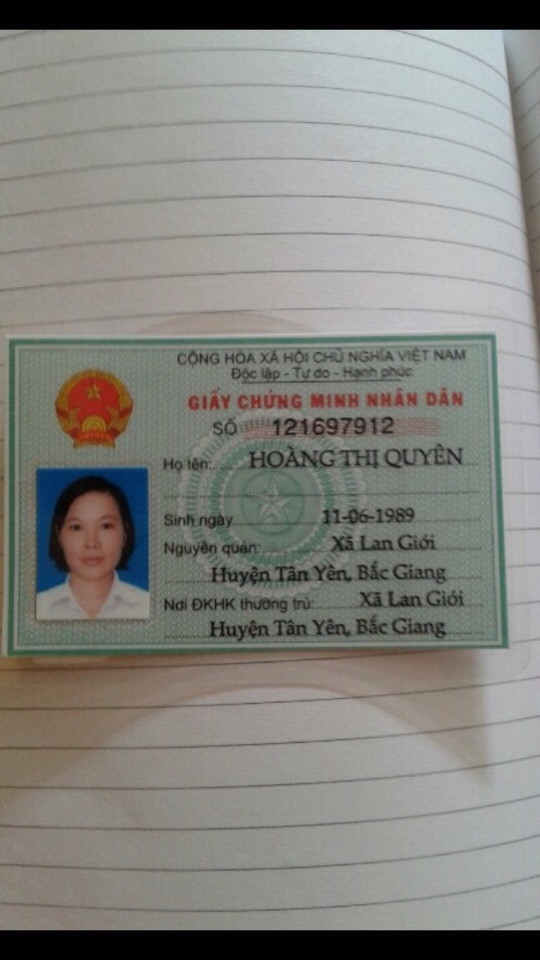 CỘNG HÒA XÃ HỘI CHỦ NGHĨA VIỆT NAM
Độc lập - Tự do - Hạnh phúc
GIẤY CHỨNG MINH NHÂN DÂN
SỐ 121697912
Họ tên: HOÀNG THỊ QUYÊN
Sinh ngày 11-06-1989
Nguyên quán: Xã Lan Giới
Huyện Tân Yên, Bắc Giang
Nơi ĐKHK thường trú: Xã Lan Giới
Huyện Tân Yên, Bắc Giang